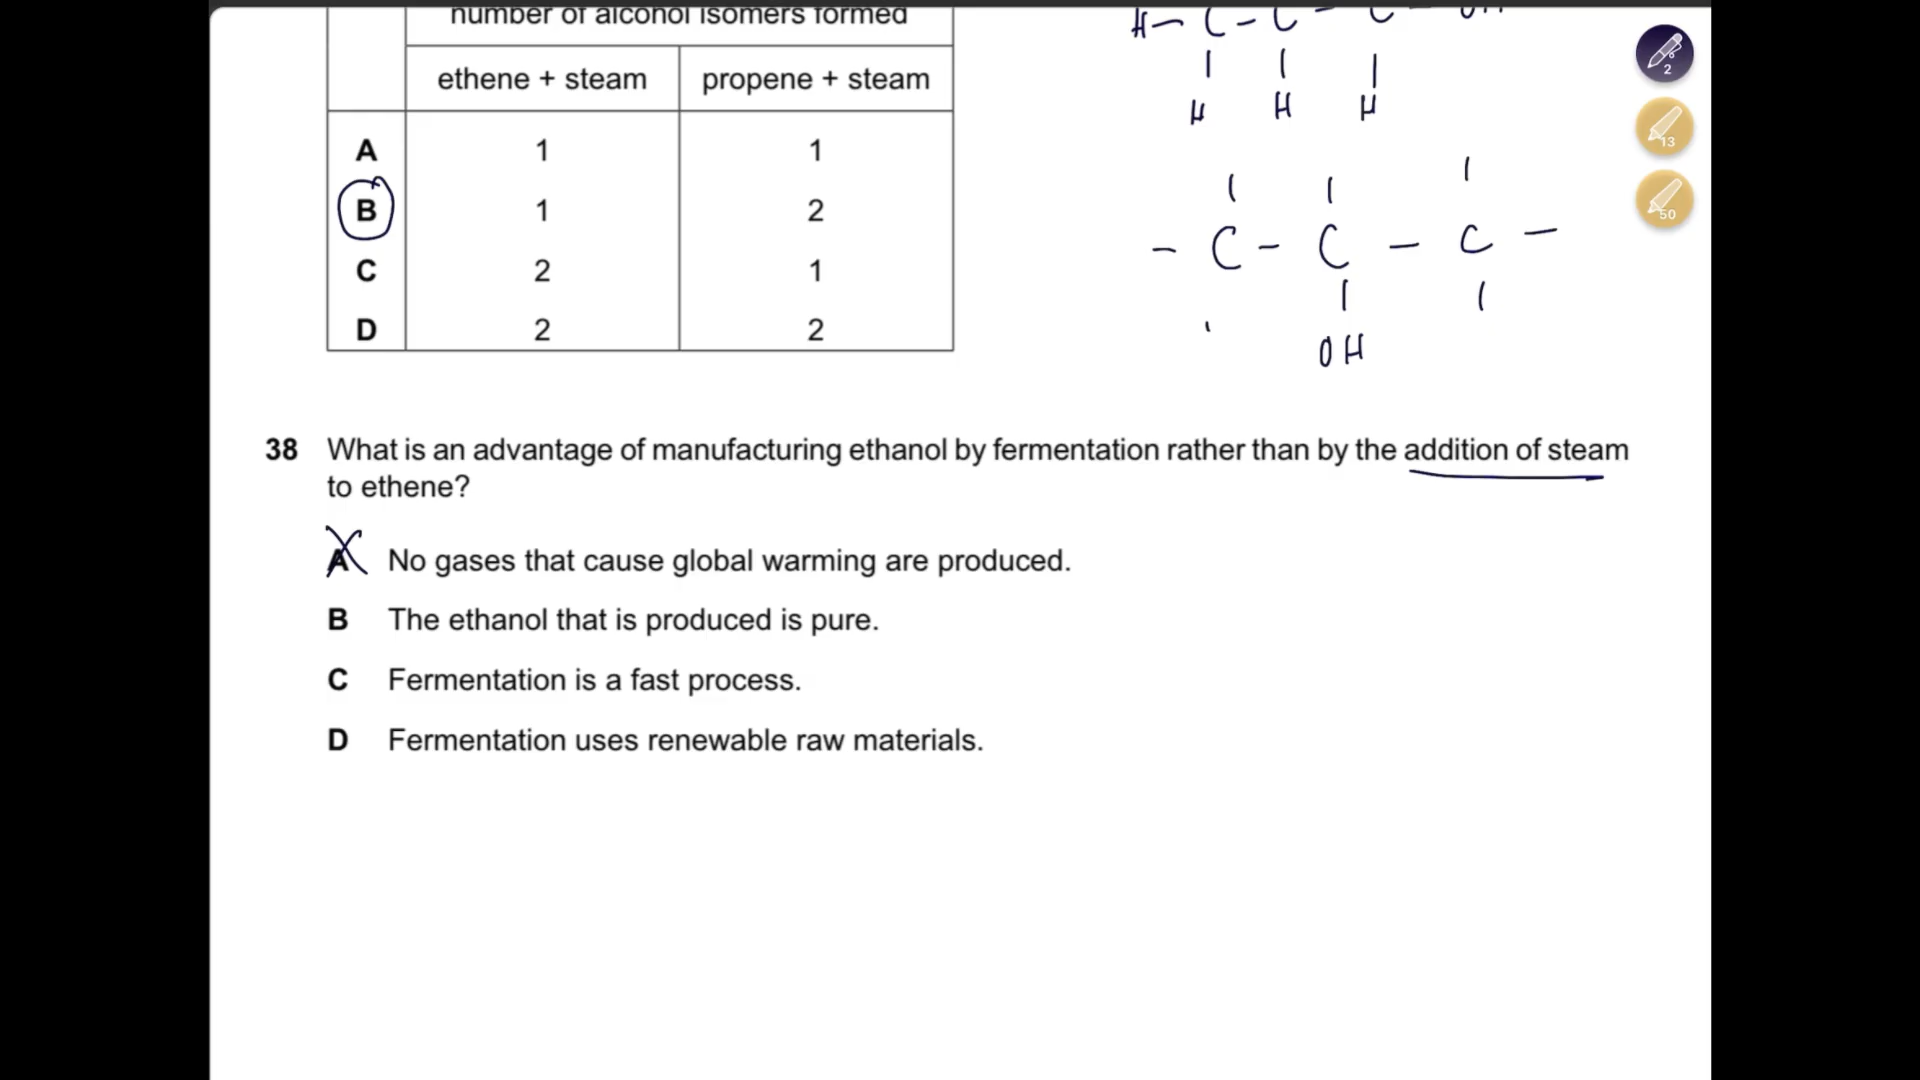 number of alcohol isomers formed
ethene + steam propene + steam
A 1 1
B 1 2
C 2 1
D 2 2
H - C - C - C - OH
H H H
- C - C - C -
OH
38 What is an advantage of manufacturing ethanol by fermentation rather than by the addition of steam
to ethene?
A No gases that cause global warming are produced.
B The ethanol that is produced is pure.
C Fermentation is a fast process.
D Fermentation uses renewable raw materials.
2
13
50